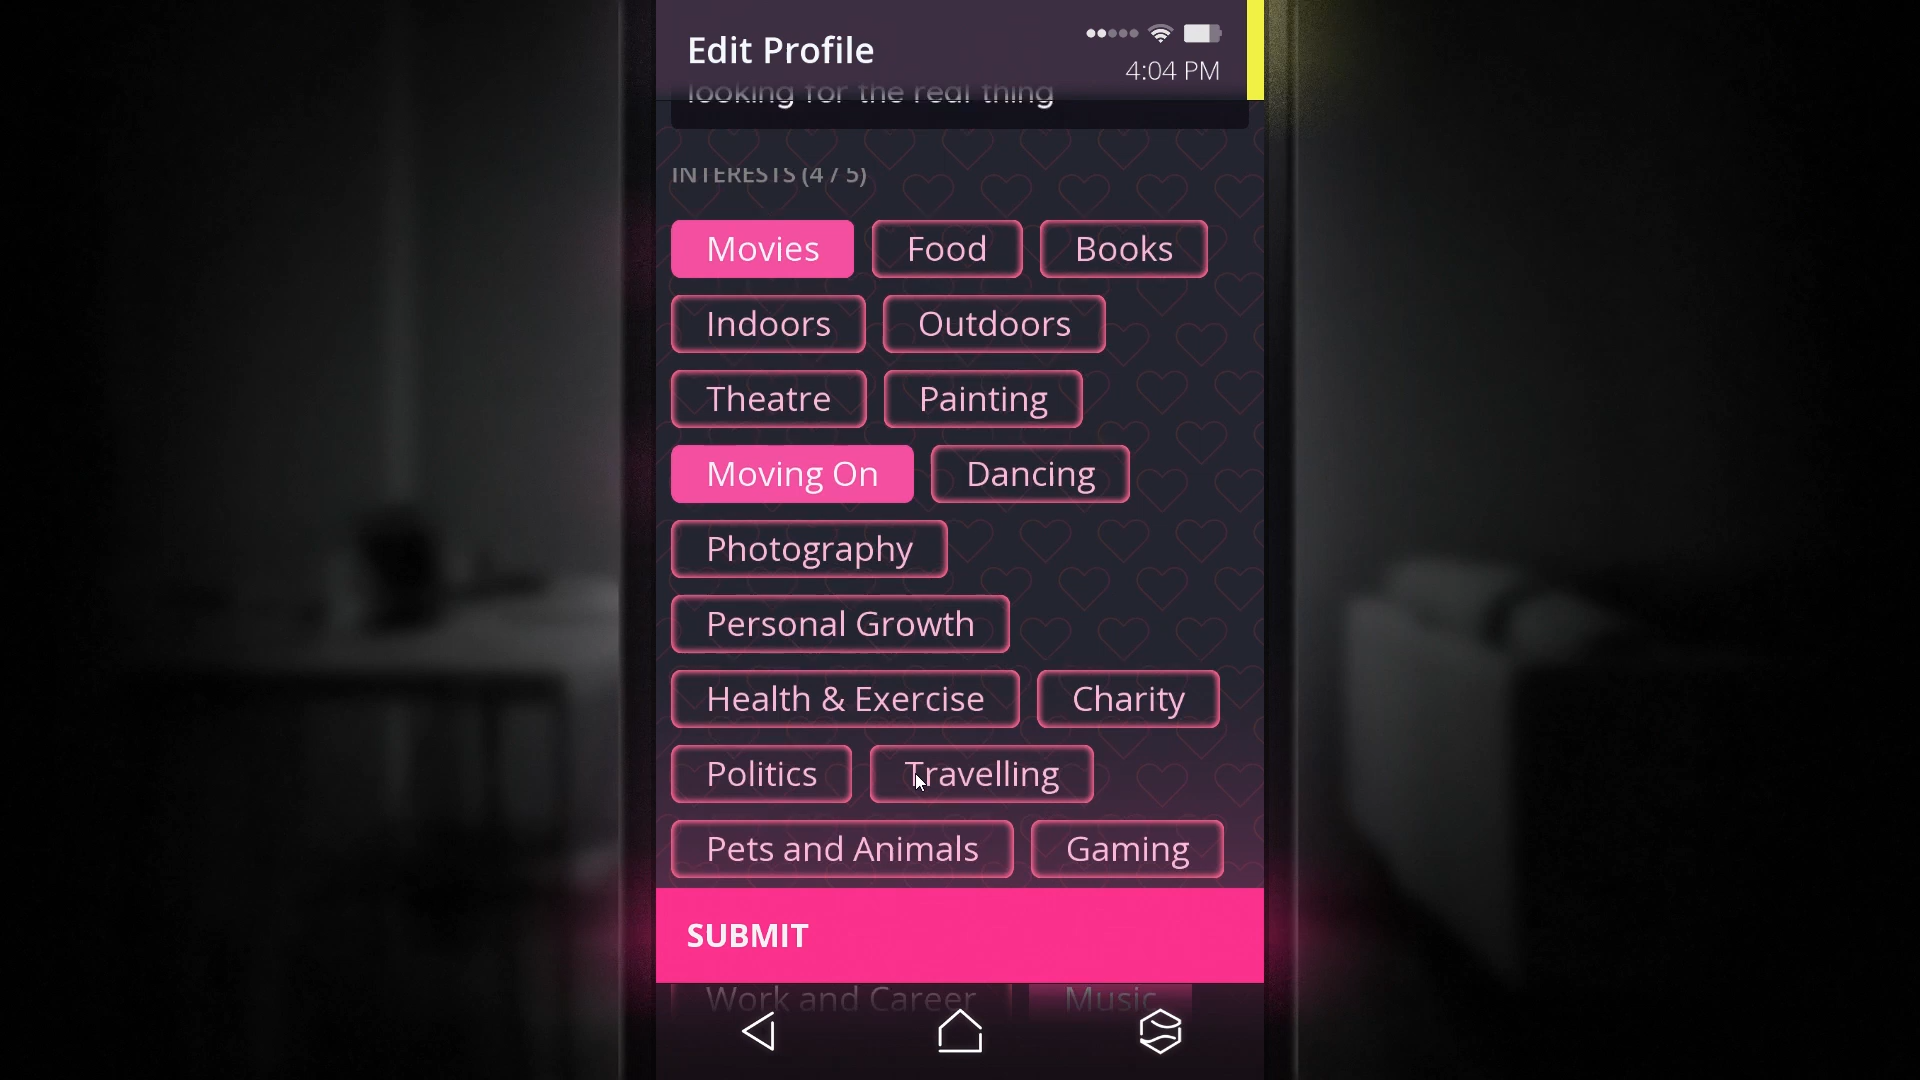 Edit Profile
4:04 PM
looking for the real thing
INTERESTS (4 / 5)
Movies Food Books
Indoors Outdoors
Theatre Painting
Moving On Dancing
Photography
Personal Growth
Health & Exercise Charity
Politics Travelling
Pets and Animals Gaming
SUBMIT
Work and Career Music